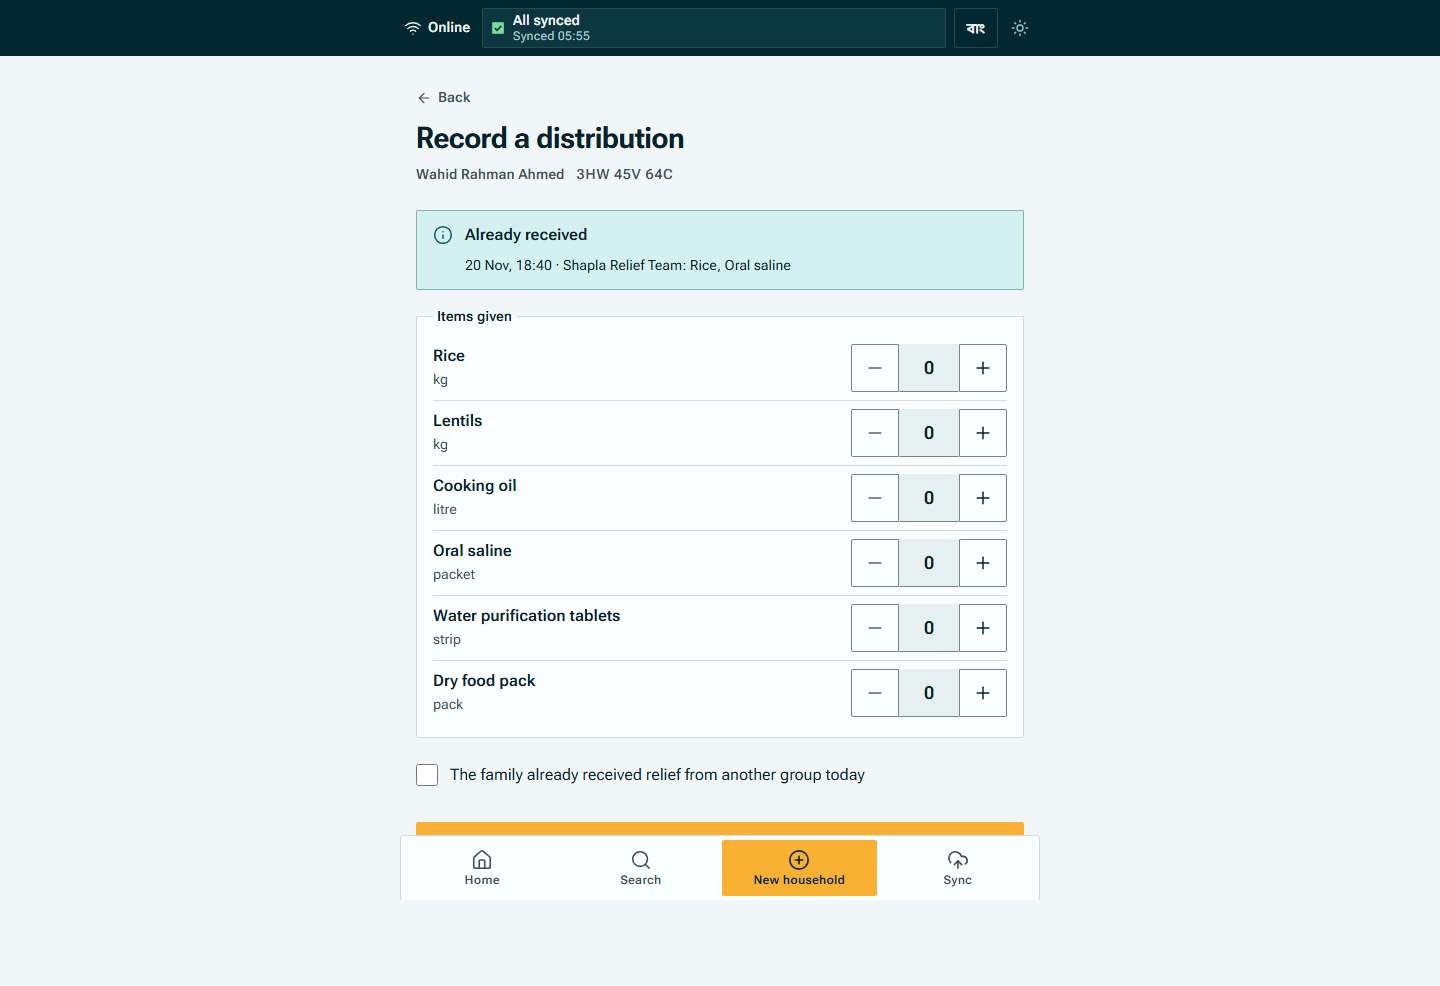 Online
All synced
Synced 05:55
বাং
Back
Record a distribution
Wahid Rahman Ahmed 3HW 45V 64C
Already received
20 Nov, 18:40 · Shapla Relief Team: Rice, Oral saline
Items given
Rice
kg
0
Lentils
kg
0
Cooking oil
litre
0
Oral saline
packet
0
Water purification tablets
strip
0
Dry food pack
pack
0
The family already received relief from another group today
Home
Search
New household
Sync